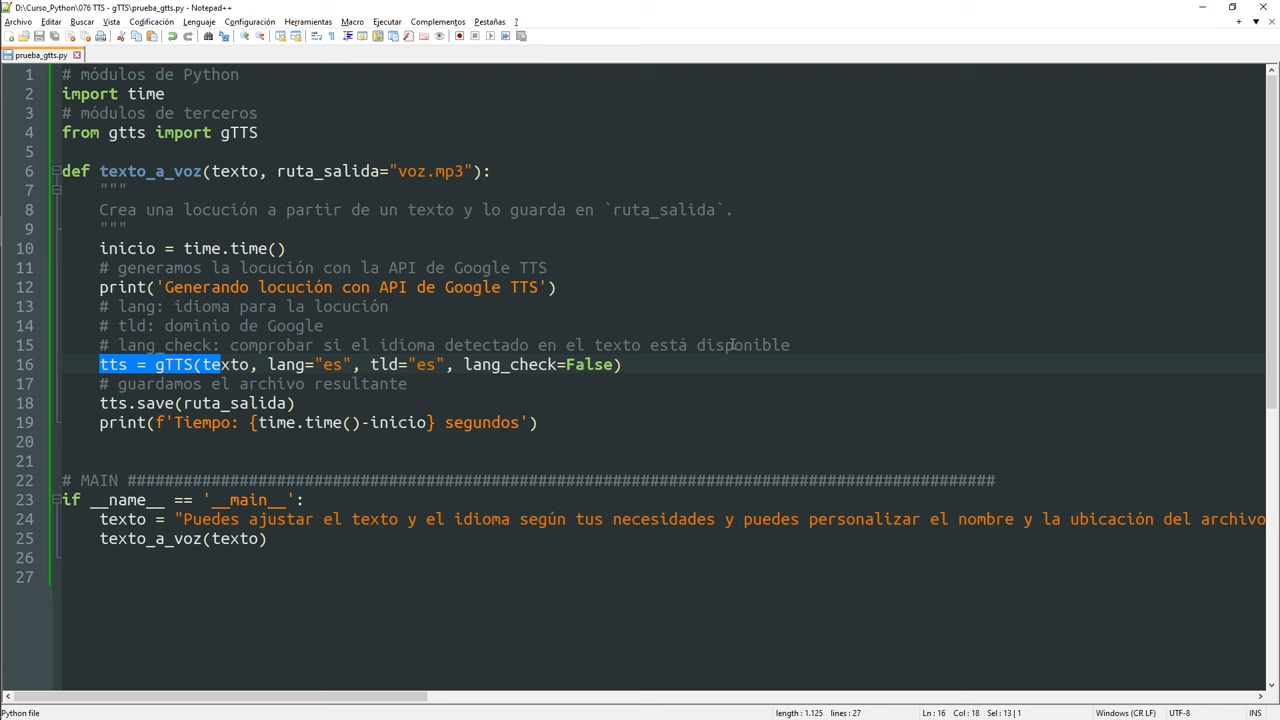 D:\Curso_Python\076 TTS - gTTS\prueba_gtts.py - Notepad++
Archivo Editar Buscar Vista Codificación Lenguaje Configuración Herramientas Macro Ejecutar Complementos Pestañas ?
prueba_gtts.py
1 # módulos de Python
2 import time
3 # módulos de terceros
4 from gtts import gTTS
5
6 def texto_a_voz(texto, ruta_salida="voz.mp3"):
7 """
8 Crea una locución a partir de un texto y lo guarda en `ruta_salida`.
9 """
10 inicio = time.time()
11 # generamos la locución con la API de Google TTS
12 print('Generando locución con API de Google TTS')
13 # lang: idioma para la locución
14 # tld: dominio de Google
15 # lang_check: comprobar si el idioma detectado en el texto está disponible
16 tts = gTTS(texto, lang="es", tld="es", lang_check=False)
17 # guardamos el archivo resultante
18 tts.save(ruta_salida)
19 print(f'Tiempo: {time.time()-inicio} segundos')
20
21
22 # MAIN #############################################################################################
23 if __name__ == '__main__':
24 texto = "Puedes ajustar el texto y el idioma según tus necesidades y puedes personalizar el nombre y la ubicación del archivo
25 texto_a_voz(texto)
26
27
Python file length : 1.125 lines : 27 Ln : 16 Col : 18 Sel : 13 | 1 Windows (CR LF) UTF-8 INS